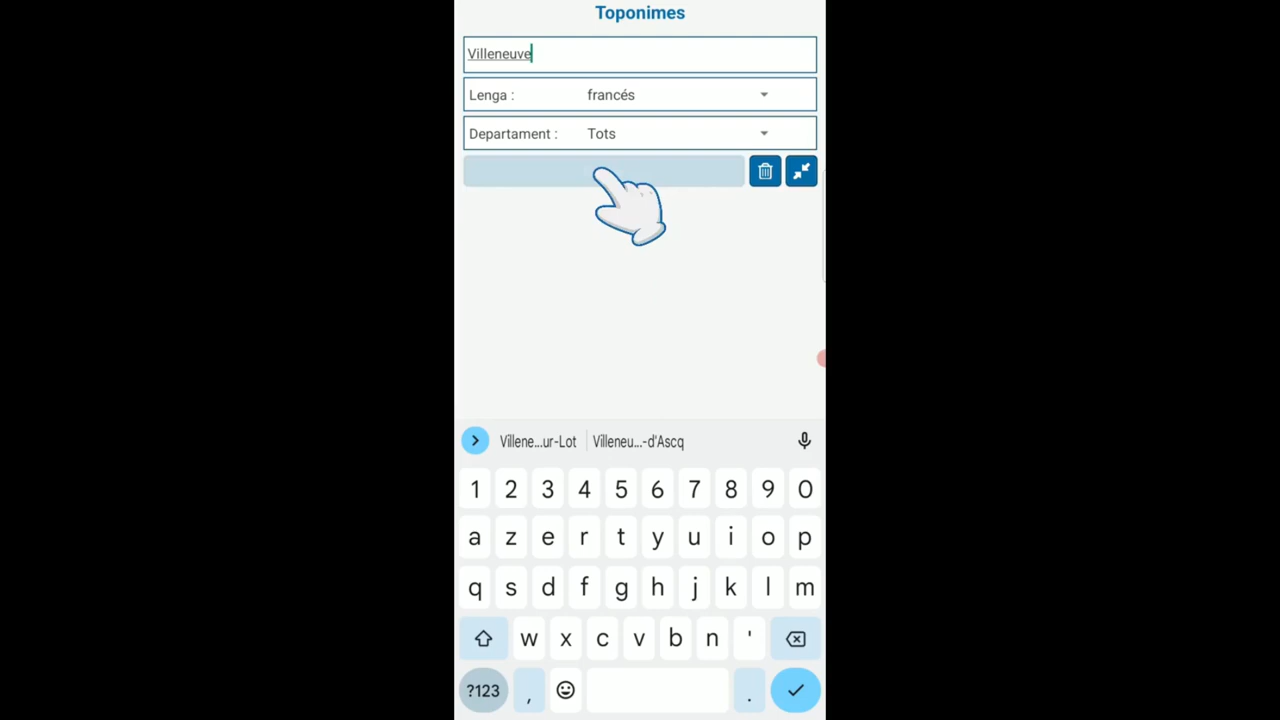 Toponimes
Villeneuve
Lenga : francés
Departament : Tots
Villene...ur-Lot Villeneu...-d'Ascq
1 2 3 4 5 6 7 8 9 0
a z e r t y u i o p
q s d f g h j k l m
w x c v b n '
?123 , .